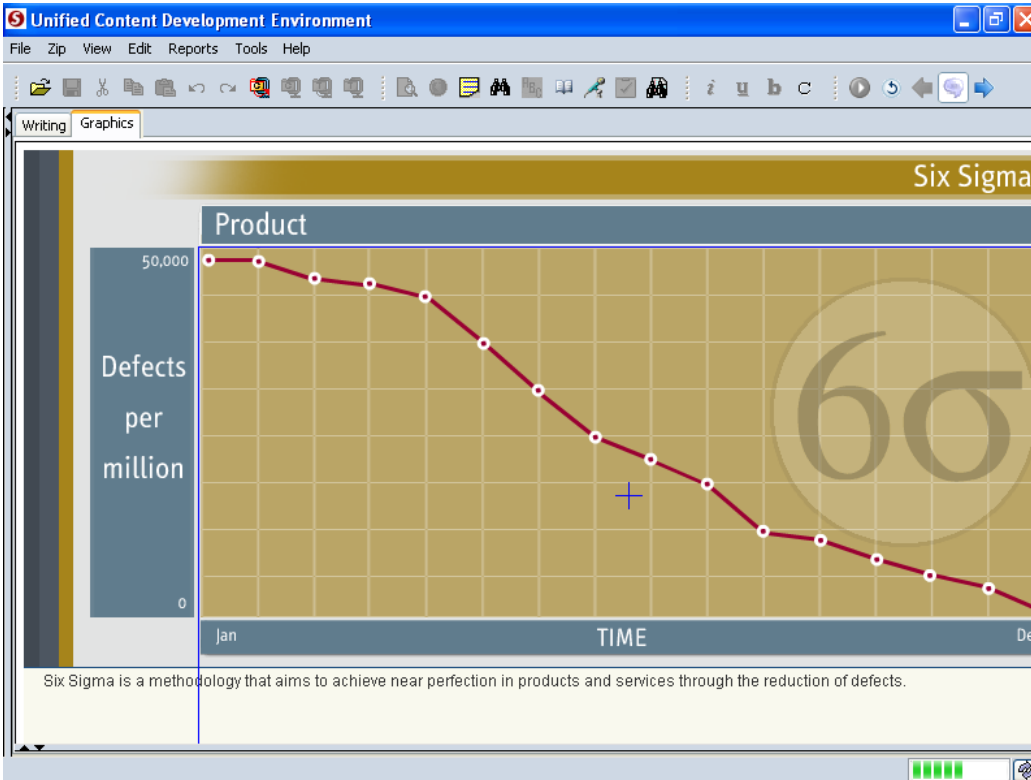 Unified Content Development Environment
File Zip View Edit Reports Tools Help
i u b C
Writing Graphics
Six Sigma
Product
50,000
Defects
per
million
0
6σ
Jan TIME De
Six Sigma is a methodology that aims to achieve near perfection in products and services through the reduction of defects.